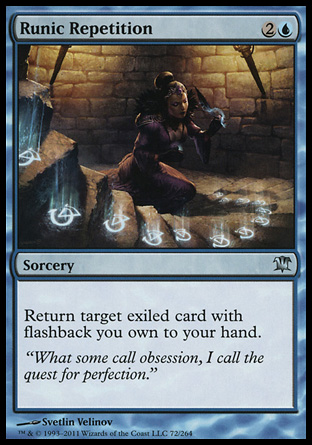 Runic Repetition 2
Sorcery
Return target exiled card with
flashback you own to your hand.
“What some call obsession, I call the
quest for perfection.”
Svetlin Velinov
™ & © 1993–2011 Wizards of the Coast LLC 72/264